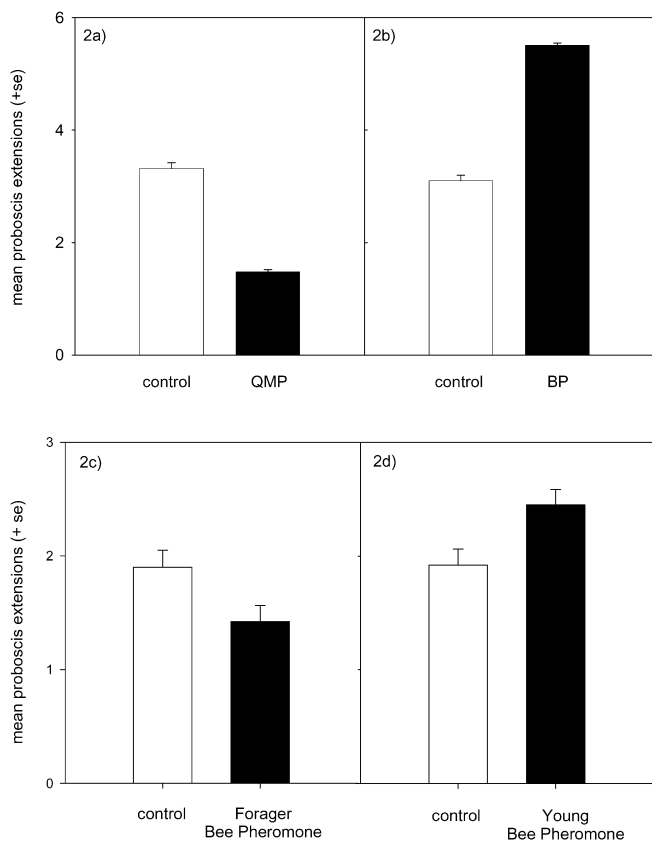 2a)
2b)
mean proboscis extensions (+se)
6
4
2
0
control
QMP
control
BP
2c)
2d)
mean proboscis extensions (+ se)
3
2
1
0
control
Forager
Bee Pheromone
control
Young
Bee Pheromone